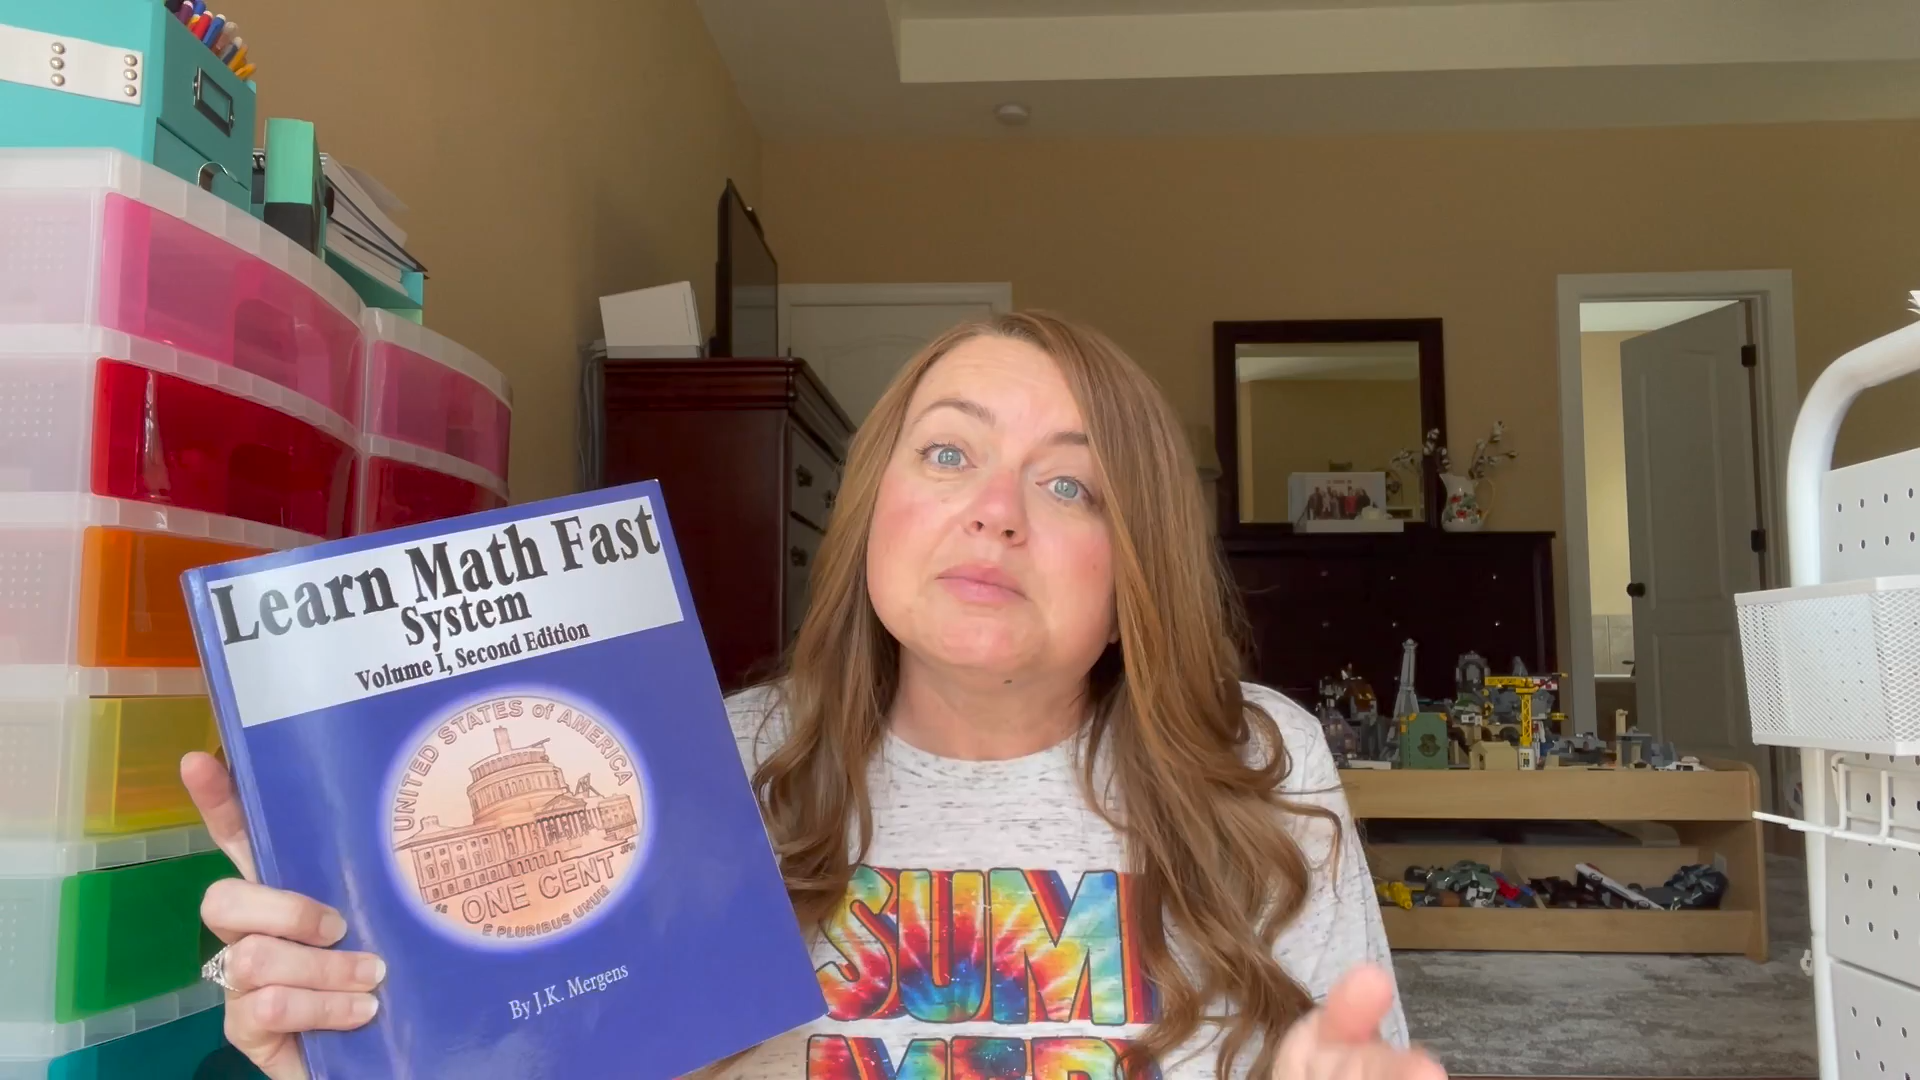 Learn Math Fast
System
Volume I, Second Edition
UNITED STATES of AMERICA
ONE CENT
E PLURIBUS UNUM
By J.K. Mergens
SUM